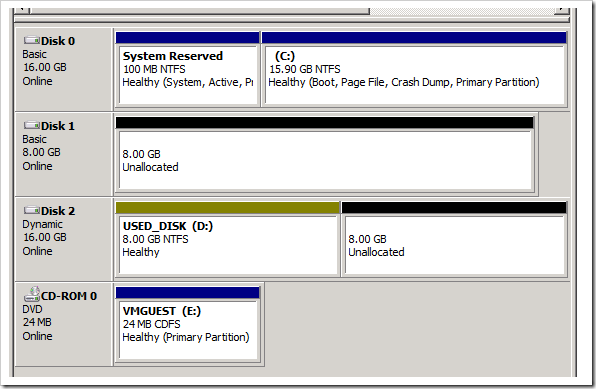 Disk 0
Basic
16.00 GB
Online
System Reserved
100 MB NTFS
Healthy (System, Active, Pr
(C:)
15.90 GB NTFS
Healthy (Boot, Page File, Crash Dump, Primary Partition)
Disk 1
Basic
8.00 GB
Online
8.00 GB
Unallocated
Disk 2
Dynamic
16.00 GB
Online
USED_DISK (D:)
8.00 GB NTFS
Healthy
8.00 GB
Unallocated
CD-ROM 0
DVD
24 MB
Online
VMGUEST (E:)
24 MB CDFS
Healthy (Primary Partition)